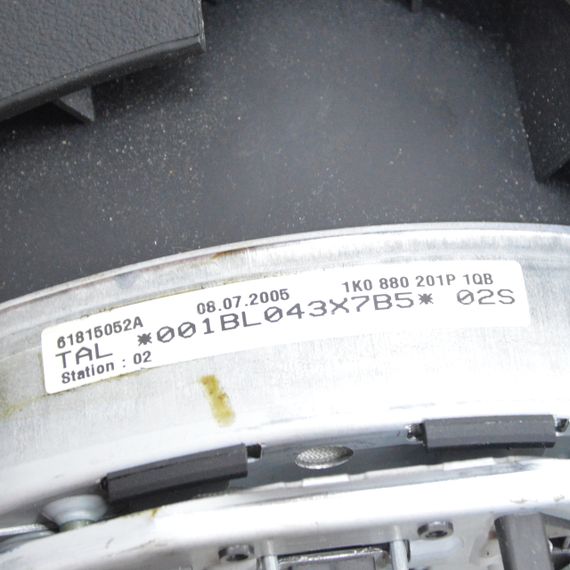 61815052A 08.07.2005 1K0 880 201P 1QB
TAL *001BL043X7B5* 02S
Station : 02